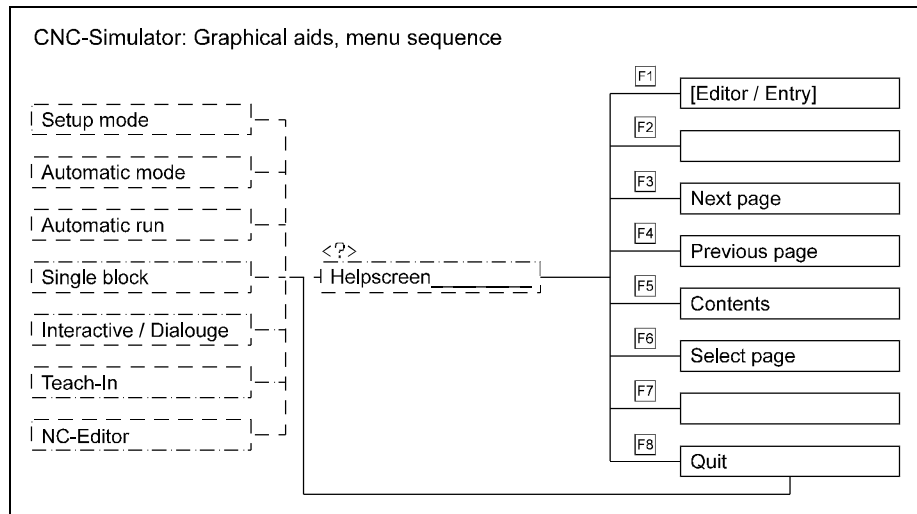 CNC-Simulator: Graphical aids, menu sequence
Setup mode
Automatic mode
Automatic run
Single block
Interactive / Dialouge
Teach-In
NC-Editor
<?>
Helpscreen
F1
[Editor / Entry]
F2
F3
Next page
F4
Previous page
F5
Contents
F6
Select page
F7
F8
Quit